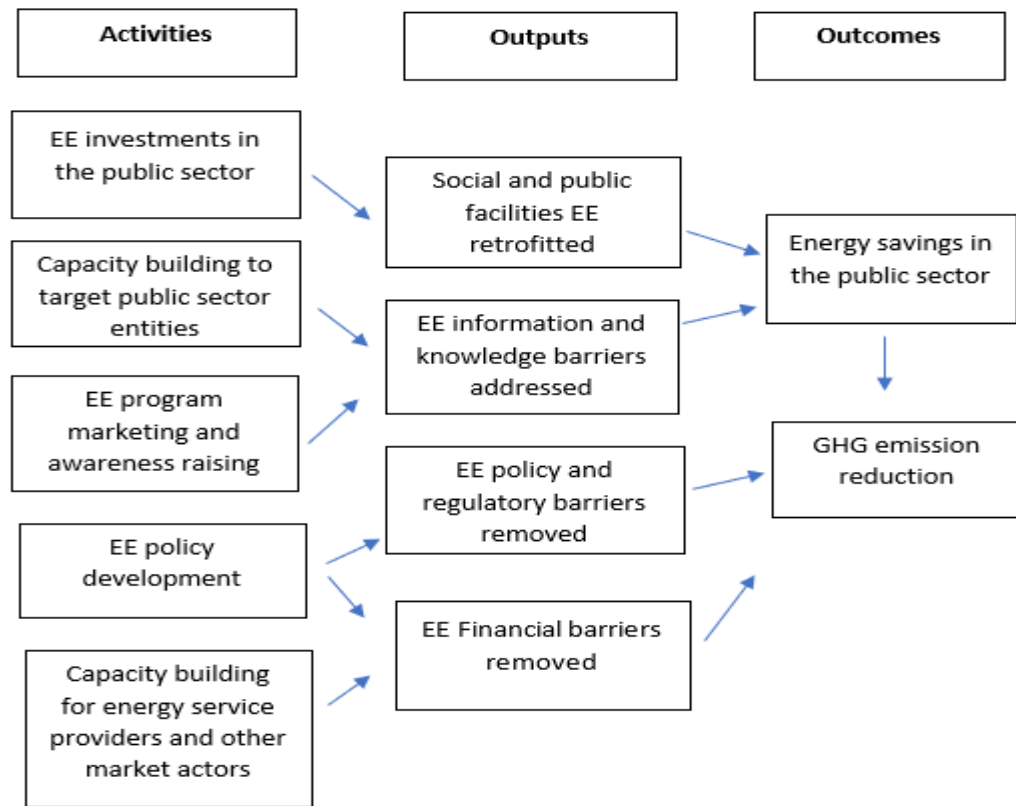 Activities
Outputs
Outcomes
EE investments in
the public sector
Capacity building to
target public sector
entities
EE program
marketing and
awareness raising
EE policy
development
Capacity building
for energy service
providers and other
market actors
Social and public
facilities EE
retrofitted
EE information and
knowledge barriers
addressed
EE policy and
regulatory barriers
removed
EE Financial barriers
removed
Energy savings in
the public sector
GHG emission
reduction